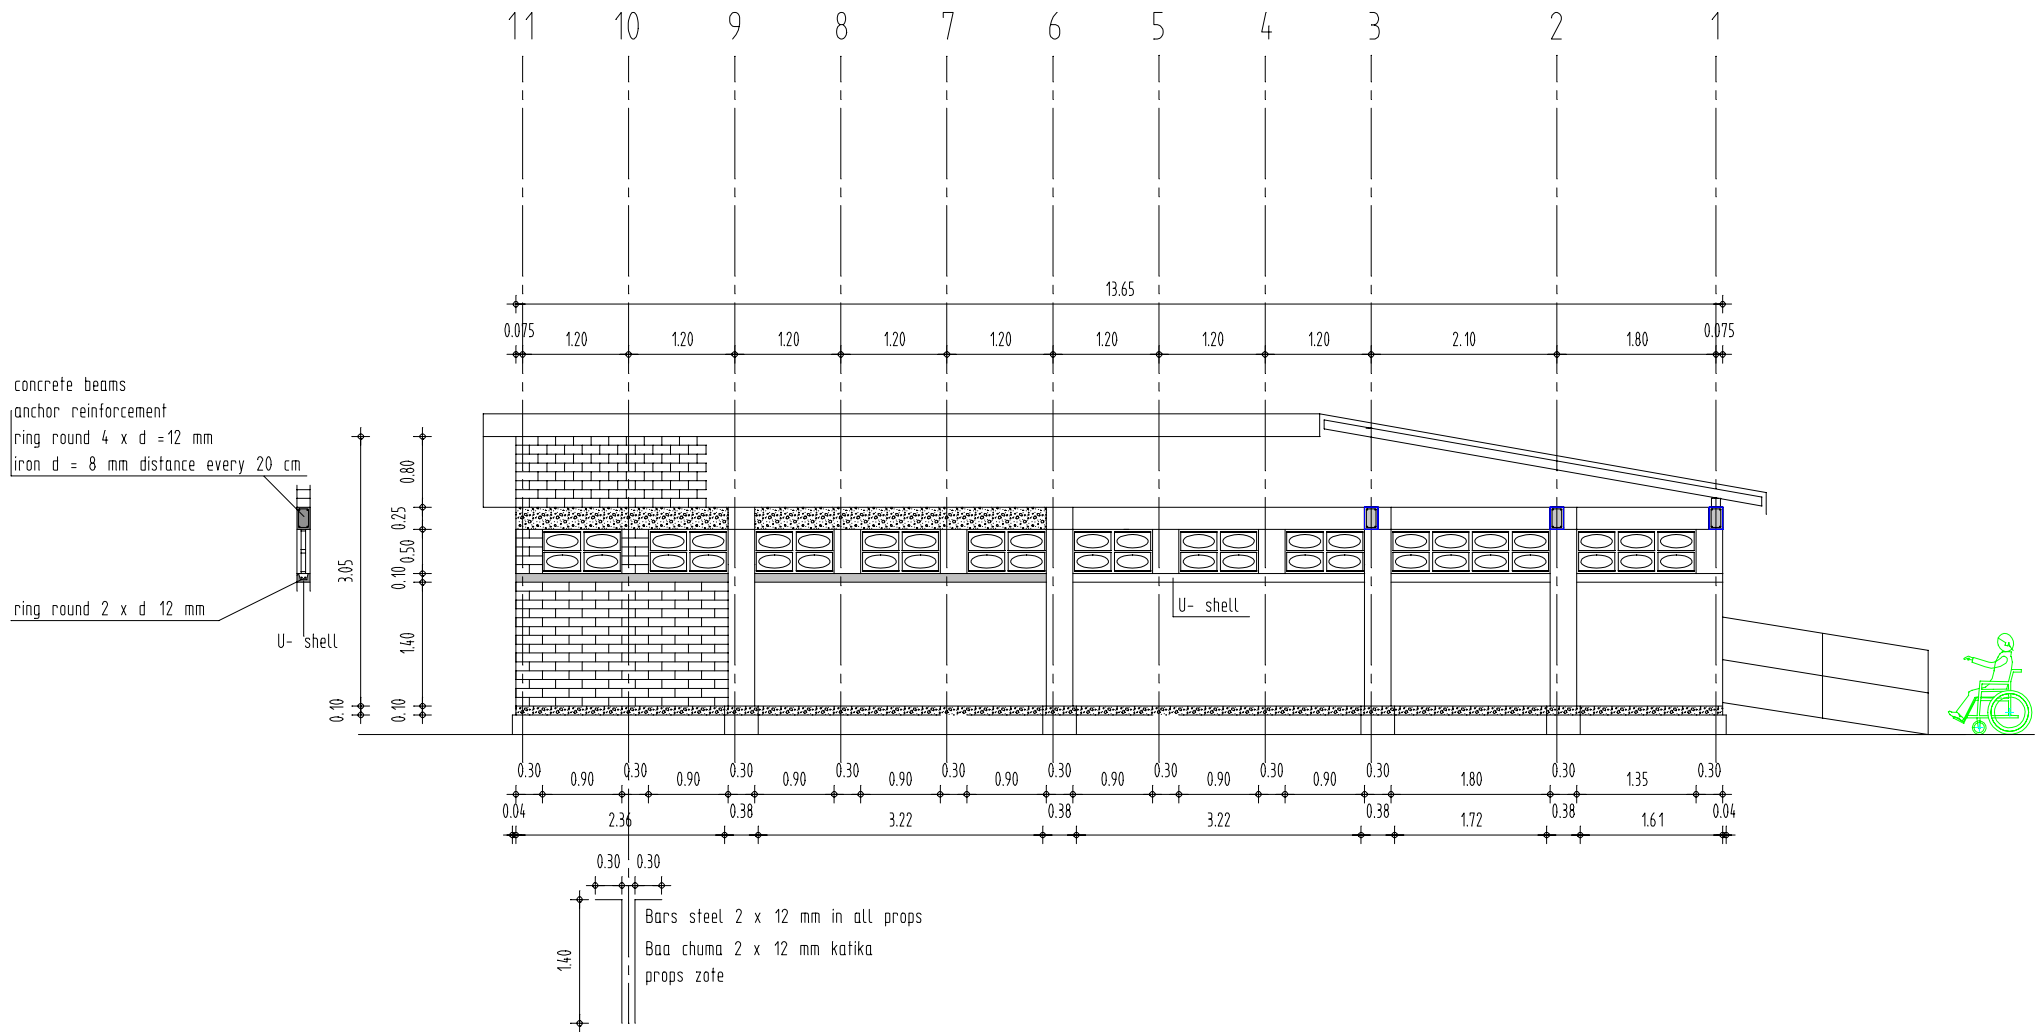 11 10 9 8 7 6 5 4 3 2 1
13.65
0.075 1.20 1.20 1.20 1.20 1.20 1.20 1.20 1.20 2.10 1.80 0.075
concrete beams
anchor reinforcement
ring round 4 x d =12 mm
iron d = 8 mm distance every 20 cm
ring round 2 x d 12 mm
U- shell
3.05
0.10
0.80
0.25
0.50
0.10
1.40
0.10
U- shell
0.30 0.90 0.30 0.90 0.30 0.90 0.30 0.90 0.30 0.90 0.30 0.90 0.30 0.90 0.30 0.90 0.30 1.80 0.30 1.35 0.30
0.04 2.36 0.38 3.22 0.38 3.22 0.38 1.72 0.38 1.61 0.04
0.30 0.30
1.40
Bars steel 2 x 12 mm in all props
Baa chuma 2 x 12 mm katika
props zote